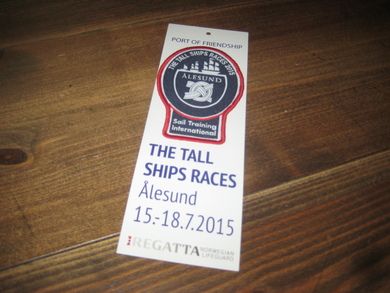 PORT OF FRIENDSHIP
THE TALL SHIPS RACES 2015
ÅLESUND
Sail Training
International
THE TALL
SHIPS RACES
Ålesund
15.-18.7.2015
REGATTA
NORWEGIAN
LIFEGUARD